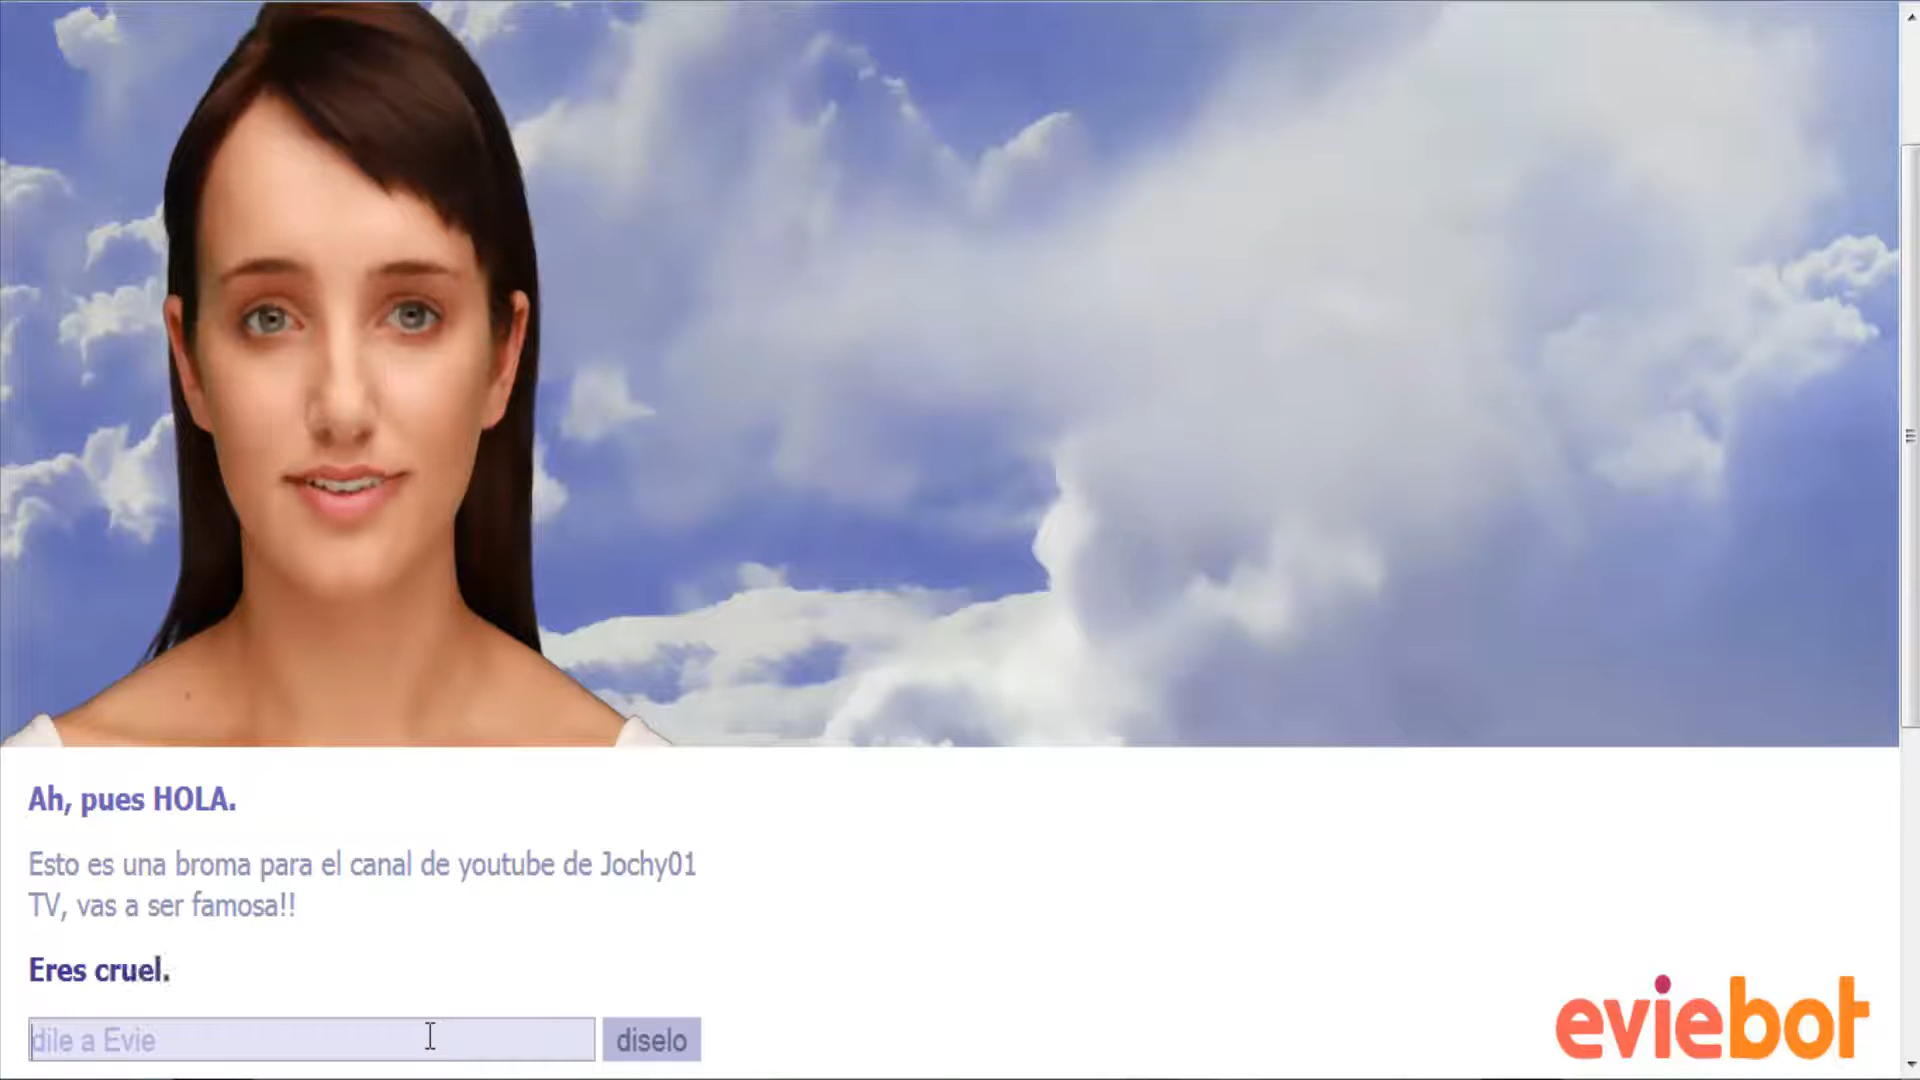 Ah, pues HOLA.
Esto es una broma para el canal de youtube de Jochy01
TV, vas a ser famosa!!
Eres cruel.
dile a Evie
diselo
eviebot